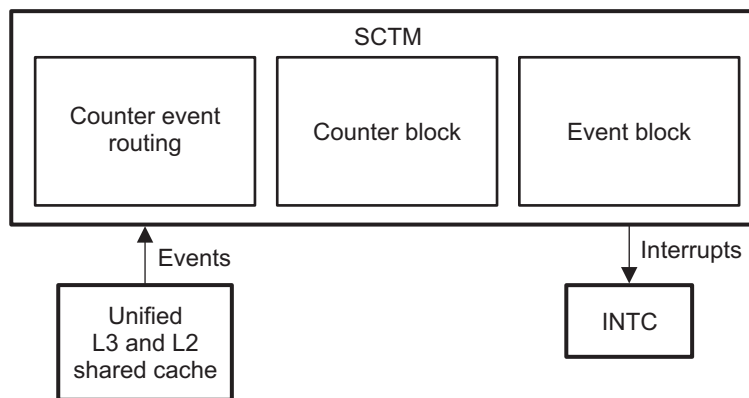 SCTM
Counter event
routing
Counter block
Event block
Events
Interrupts
Unified
L3 and L2
shared cache
INTC